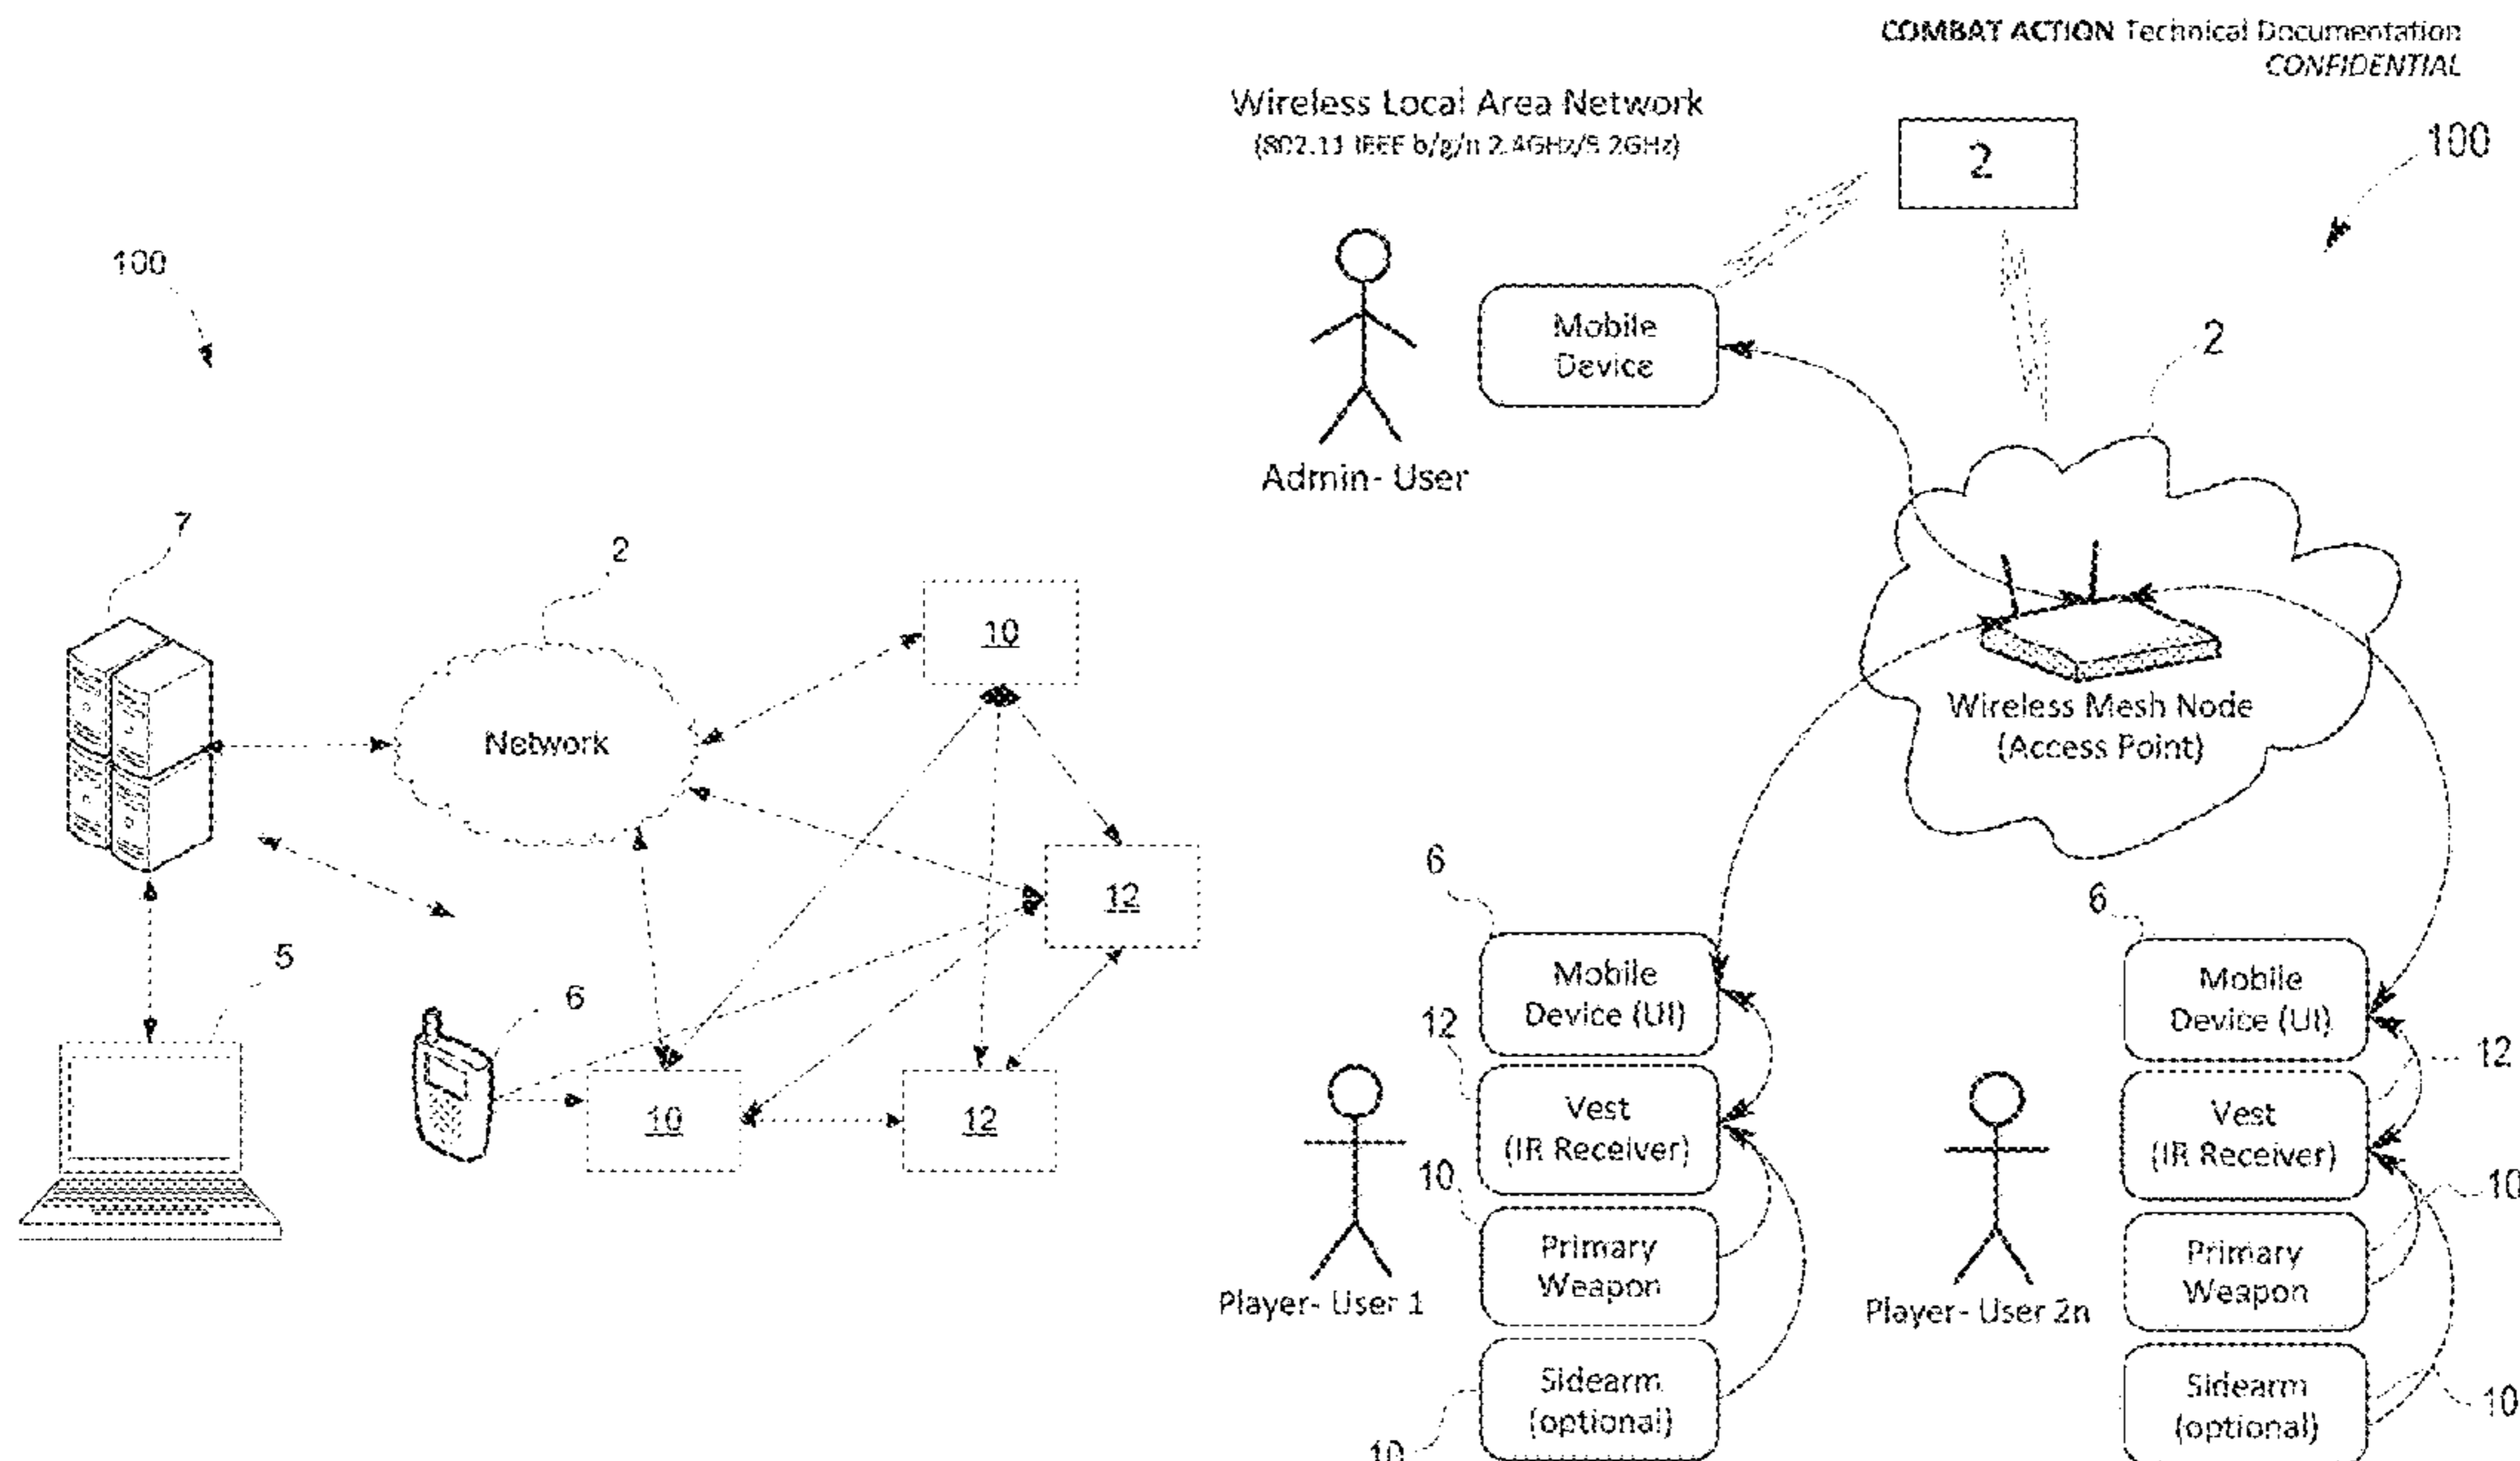 COMBAT ACTION Technical Documentation
CONFIDENTIAL
Wireless Local Area Network
(802.11 IEEE b/g/n 2.4GHz/5.2GHz)
2
100
100
Mobile
Device
2
Admin- User
7
2
10
Network
Wireless Mesh Node
(Access Point)
12
5
6
10
12
6
6
Mobile
Device (UI)
Mobile
Device (UI)
12
12
Vest
(IR Receiver)
Vest
(IR Receiver)
10
10
Primary
Weapon
Primary
Weapon
Player- User 1
Player- User 2n
Sidearm
(optional)
Sidearm
(optional)
10
10